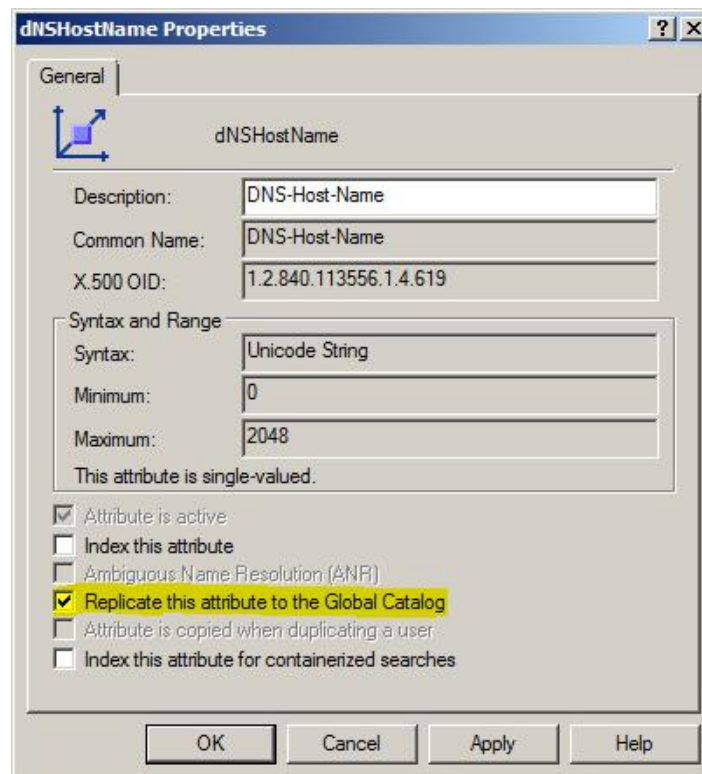 dNSHostName Properties
General
dNSHostName
Description: DNS-Host-Name
Common Name: DNS-Host-Name
X.500 OID: 1.2.840.113556.1.4.619
Syntax and Range
Syntax: Unicode String
Minimum: 0
Maximum: 2048
This attribute is single-valued.
Attribute is active
Index this attribute
Ambiguous Name Resolution (ANR)
Replicate this attribute to the Global Catalog
Attribute is copied when duplicating a user
Index this attribute for containerized searches
OK Cancel Apply Help